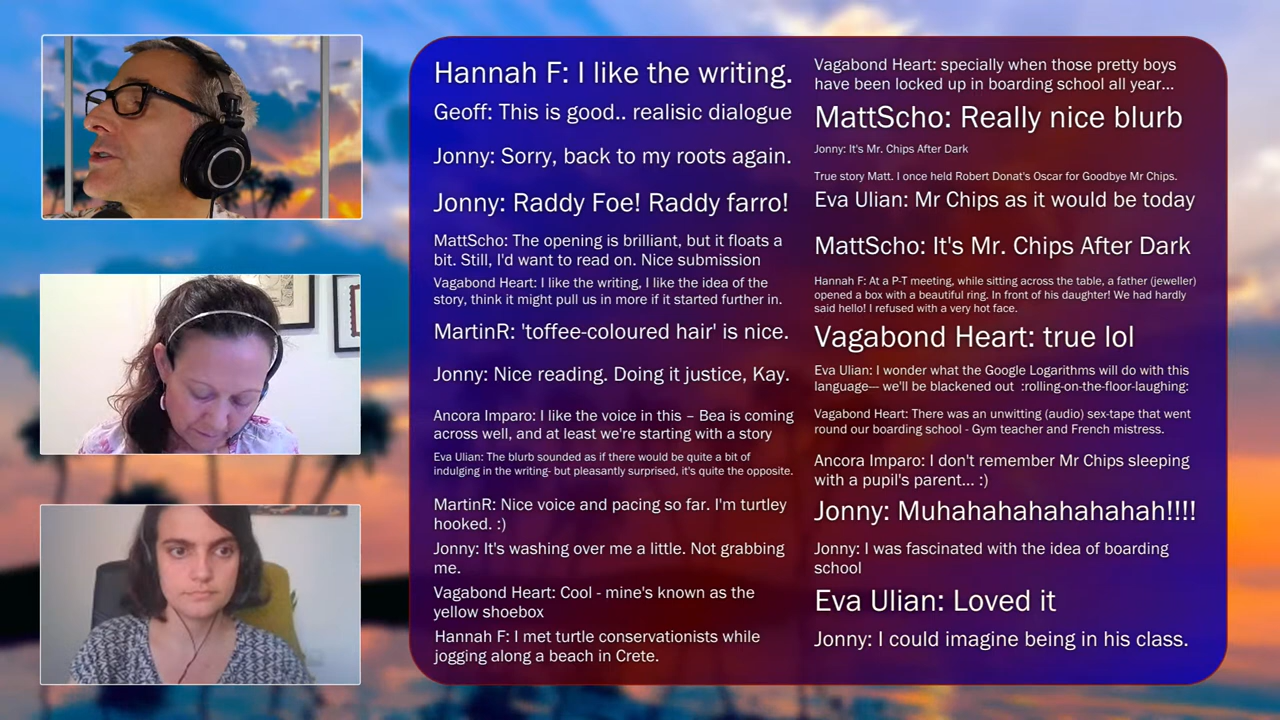 Hannah F: I like the writing.
Geoff: This is good.. realisic dialogue
Jonny: Sorry, back to my roots again.
Jonny: Raddy Foe! Raddy farro!
MattScho: The opening is brilliant, but it floats a
bit. Still, I'd want to read on. Nice submission
Vagabond Heart: I like the writing, I like the idea of the
story, think it might pull us in more if it started further in.
MartinR: 'toffee-coloured hair' is nice.
Jonny: Nice reading. Doing it justice, Kay.
Ancora Imparo: I like the voice in this – Bea is coming
across well, and at least we're starting with a story
Eva Ulian: The blurb sounded as if there would be quite a bit of
indulging in the writing- but pleasantly surprised, it's quite the opposite.
MartinR: Nice voice and pacing so far. I'm turtley
hooked. :)
Jonny: It's washing over me a little. Not grabbing
me.
Vagabond Heart: Cool - mine's known as the
yellow shoebox
Hannah F: I met turtle conservationists while
jogging along a beach in Crete.
Vagabond Heart: specially when those pretty boys
have been locked up in boarding school all year...
MattScho: Really nice blurb
Jonny: It's Mr. Chips After Dark
True story Matt. I once held Robert Donat's Oscar for Goodbye Mr Chips.
Eva Ulian: Mr Chips as it would be today
MattScho: It's Mr. Chips After Dark
Hannah F: At a P-T meeting, while sitting across the table, a father (jeweller)
opened a box with a beautiful ring. In front of his daughter! We had hardly
said hello! I refused with a very hot face.
Vagabond Heart: true lol
Eva Ulian: I wonder what the Google Logarithms will do with this
language–- we'll be blackened out  :rolling-on-the-floor-laughing:
Vagabond Heart: There was an unwitting (audio) sex-tape that went
round our boarding school - Gym teacher and French mistress.
Ancora Imparo: I don't remember Mr Chips sleeping
with a pupil's parent... :)
Jonny: Muhahahahahahahah!!!!
Jonny: I was fascinated with the idea of boarding
school
Eva Ulian: Loved it
Jonny: I could imagine being in his class.